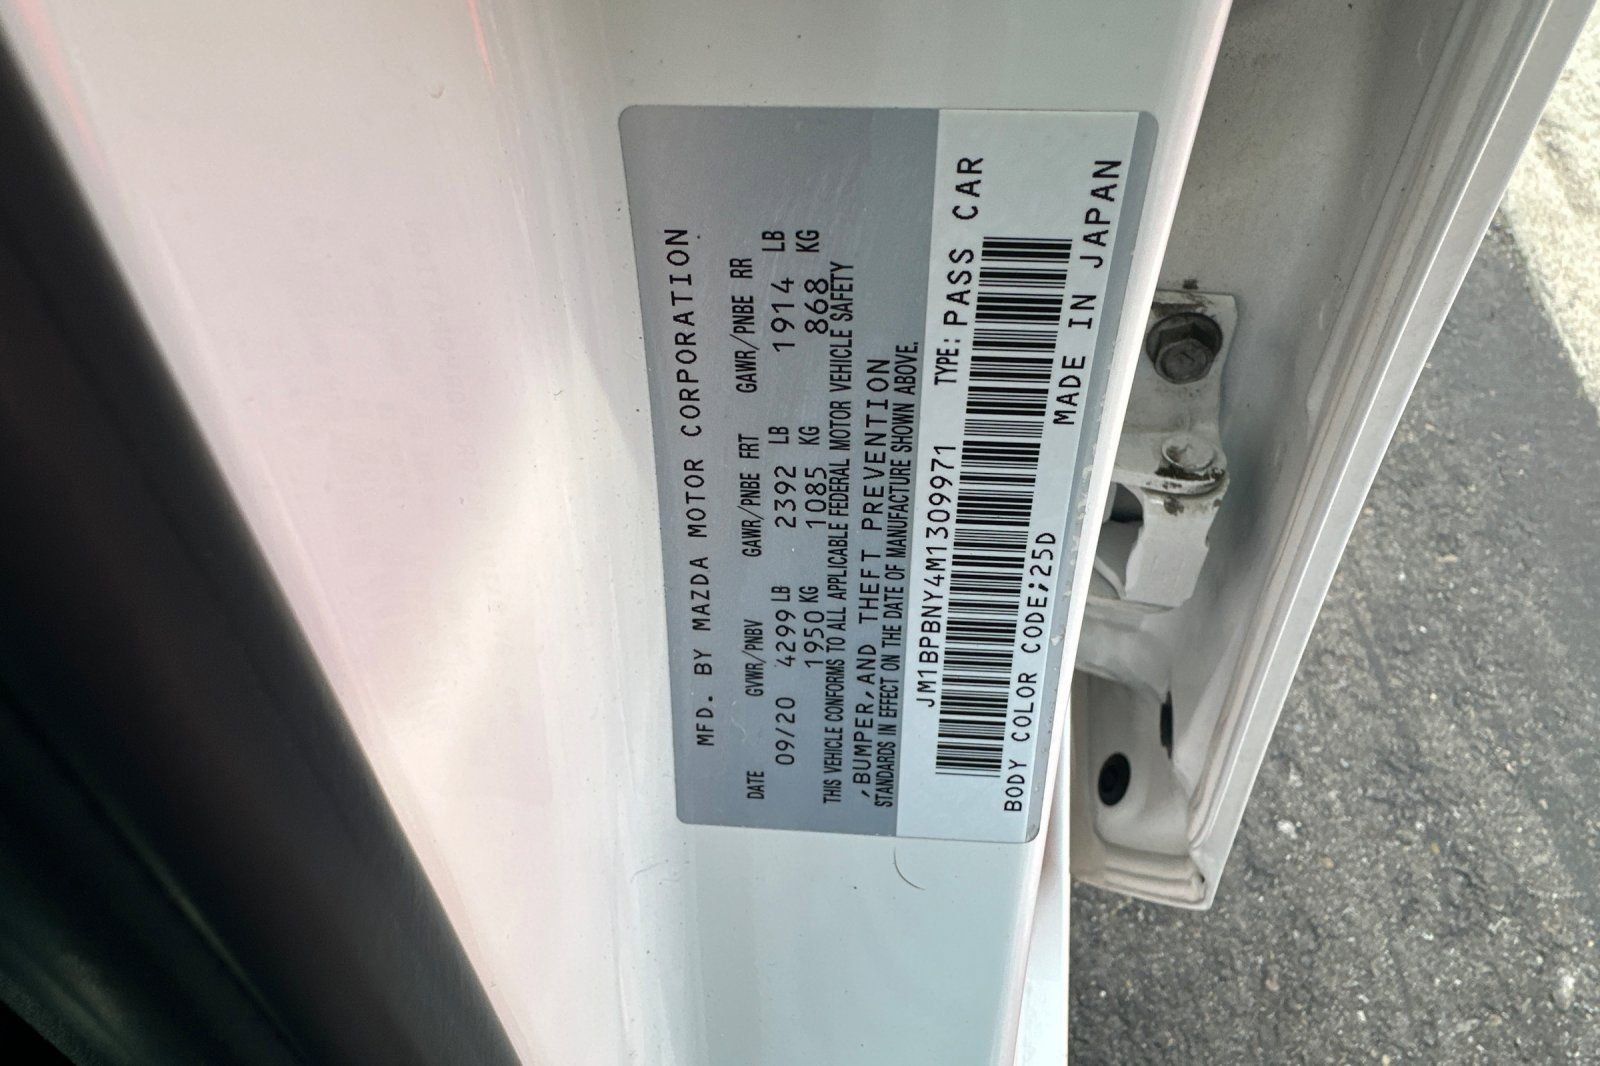 MFD. BY MAZDA MOTOR CORPORATION
DATE GVWR/PNBV GAWR/PNBE FRT GAWR/PNBE RR
09/20 4299 LB 2392 LB 1914 LB
1950 KG 1085 KG 868 KG
THIS VEHICLE CONFORMS TO ALL APPLICABLE FEDERAL MOTOR VEHICLE SAFETY
,BUMPER,AND THEFT PREVENTION
STANDARDS IN EFFECT ON THE DATE OF MANUFACTURE SHOWN ABOVE.
JM1BPBNY4M1309971 TYPE: PASS CAR
BODY COLOR CODE;25D MADE IN JAPAN